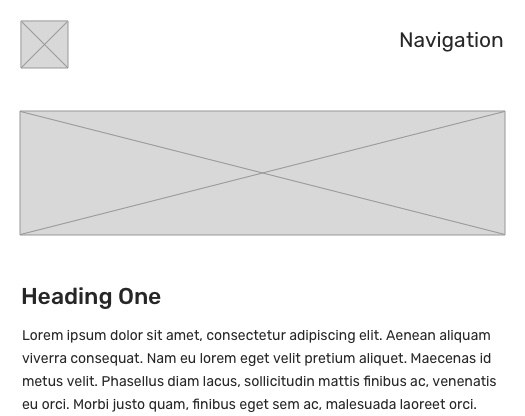 Navigation
Heading One
Lorem ipsum dolor sit amet, consectetur adipiscing elit. Aenean aliquam
viverra consequat. Nam eu lorem eget velit pretium aliquet. Maecenas id
metus velit. Phasellus diam lacus, sollicitudin mattis finibus ac, venenatis
eu orci. Morbi justo quam, finibus eget sem ac, malesuada laoreet orci.